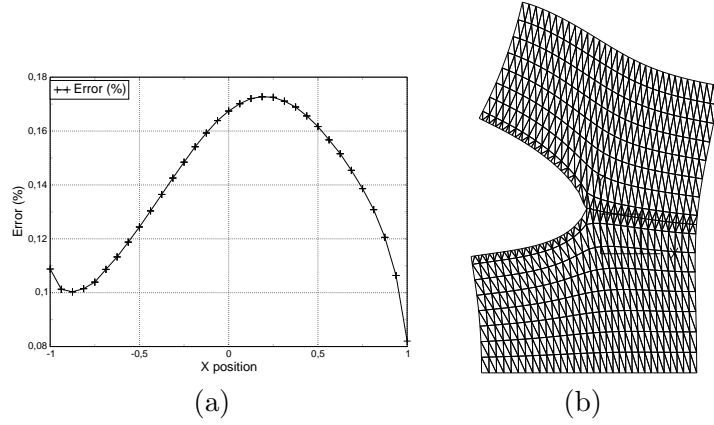 0,18
Error (%)
0,16
0,14
Error (%)
0,12
0,1
0,08
-1
-0,5
0
0,5
1
X position
(a)
(b)